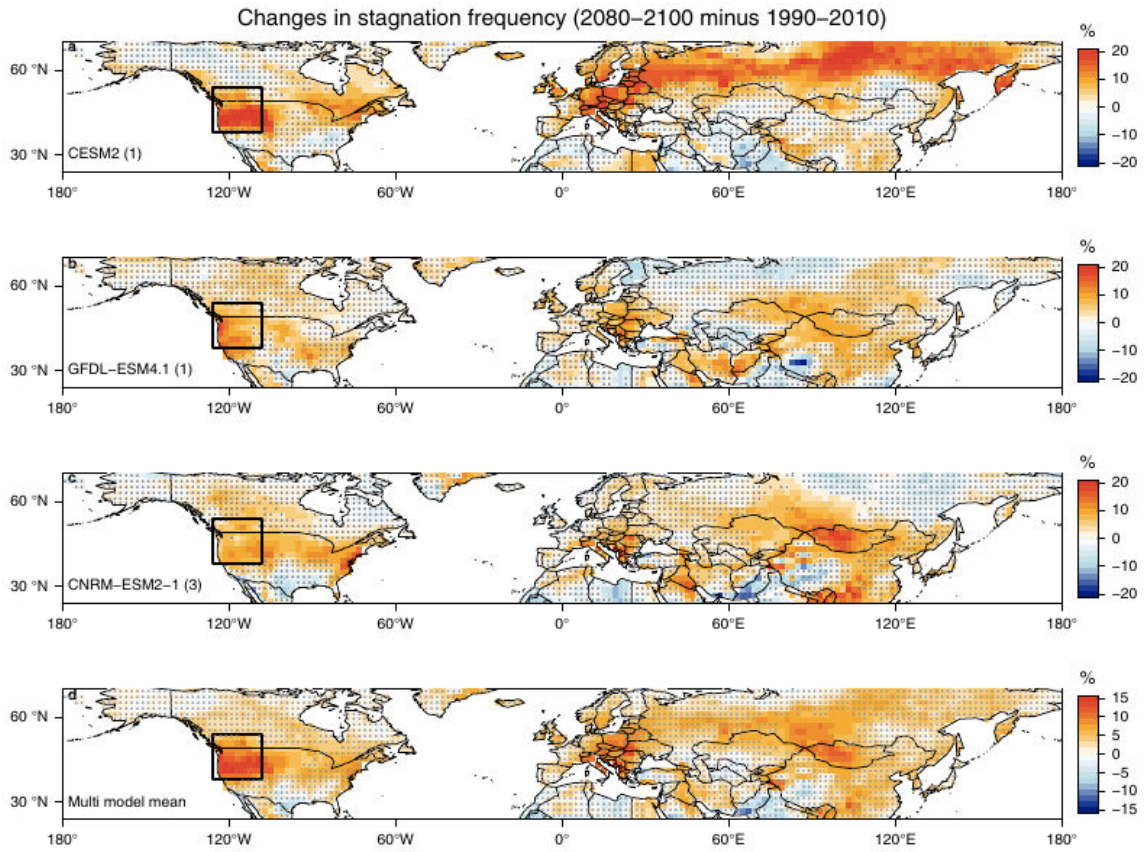 Changes in stagnation frequency (2080−2100 minus 1990−2010)
a
%
60 °N
30 °N
20
10
0
−10
−20
CESM2 (1)
180°
120°W
60°W
0°
60°E
120°E
180°
b
%
60 °N
30 °N
20
10
0
−10
−20
GFDL−ESM4.1 (1)
180°
120°W
60°W
0°
60°E
120°E
180°
c
%
60 °N
30 °N
20
10
0
−10
−20
CNRM−ESM2−1 (3)
180°
120°W
60°W
0°
60°E
120°E
180°
d
%
60 °N
30 °N
15
10
5
0
−5
−10
−15
Multi model mean
180°
120°W
60°W
0°
60°E
120°E
180°